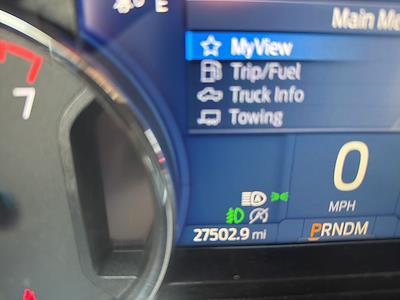 E
Main Me
MyView
Trip/Fuel
Truck Info
Towing
7
0
MPH
27502.9 mi
PRNDM